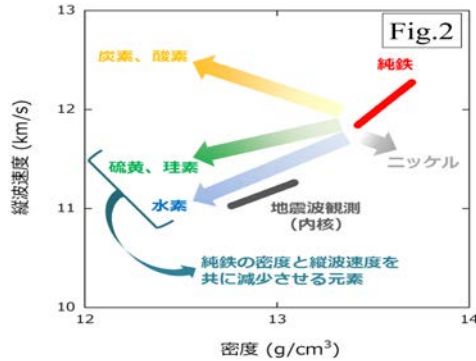 Fig.2
炭素、酸素
純鉄
硫黄、珪素
ニッケル
水素
地震波観測
(内核)
純鉄の密度と縦波速度を
共に減少させる元素
縦波速度 (km/s)
13
12
11
10
12
13
14
密度 (g/cm³)